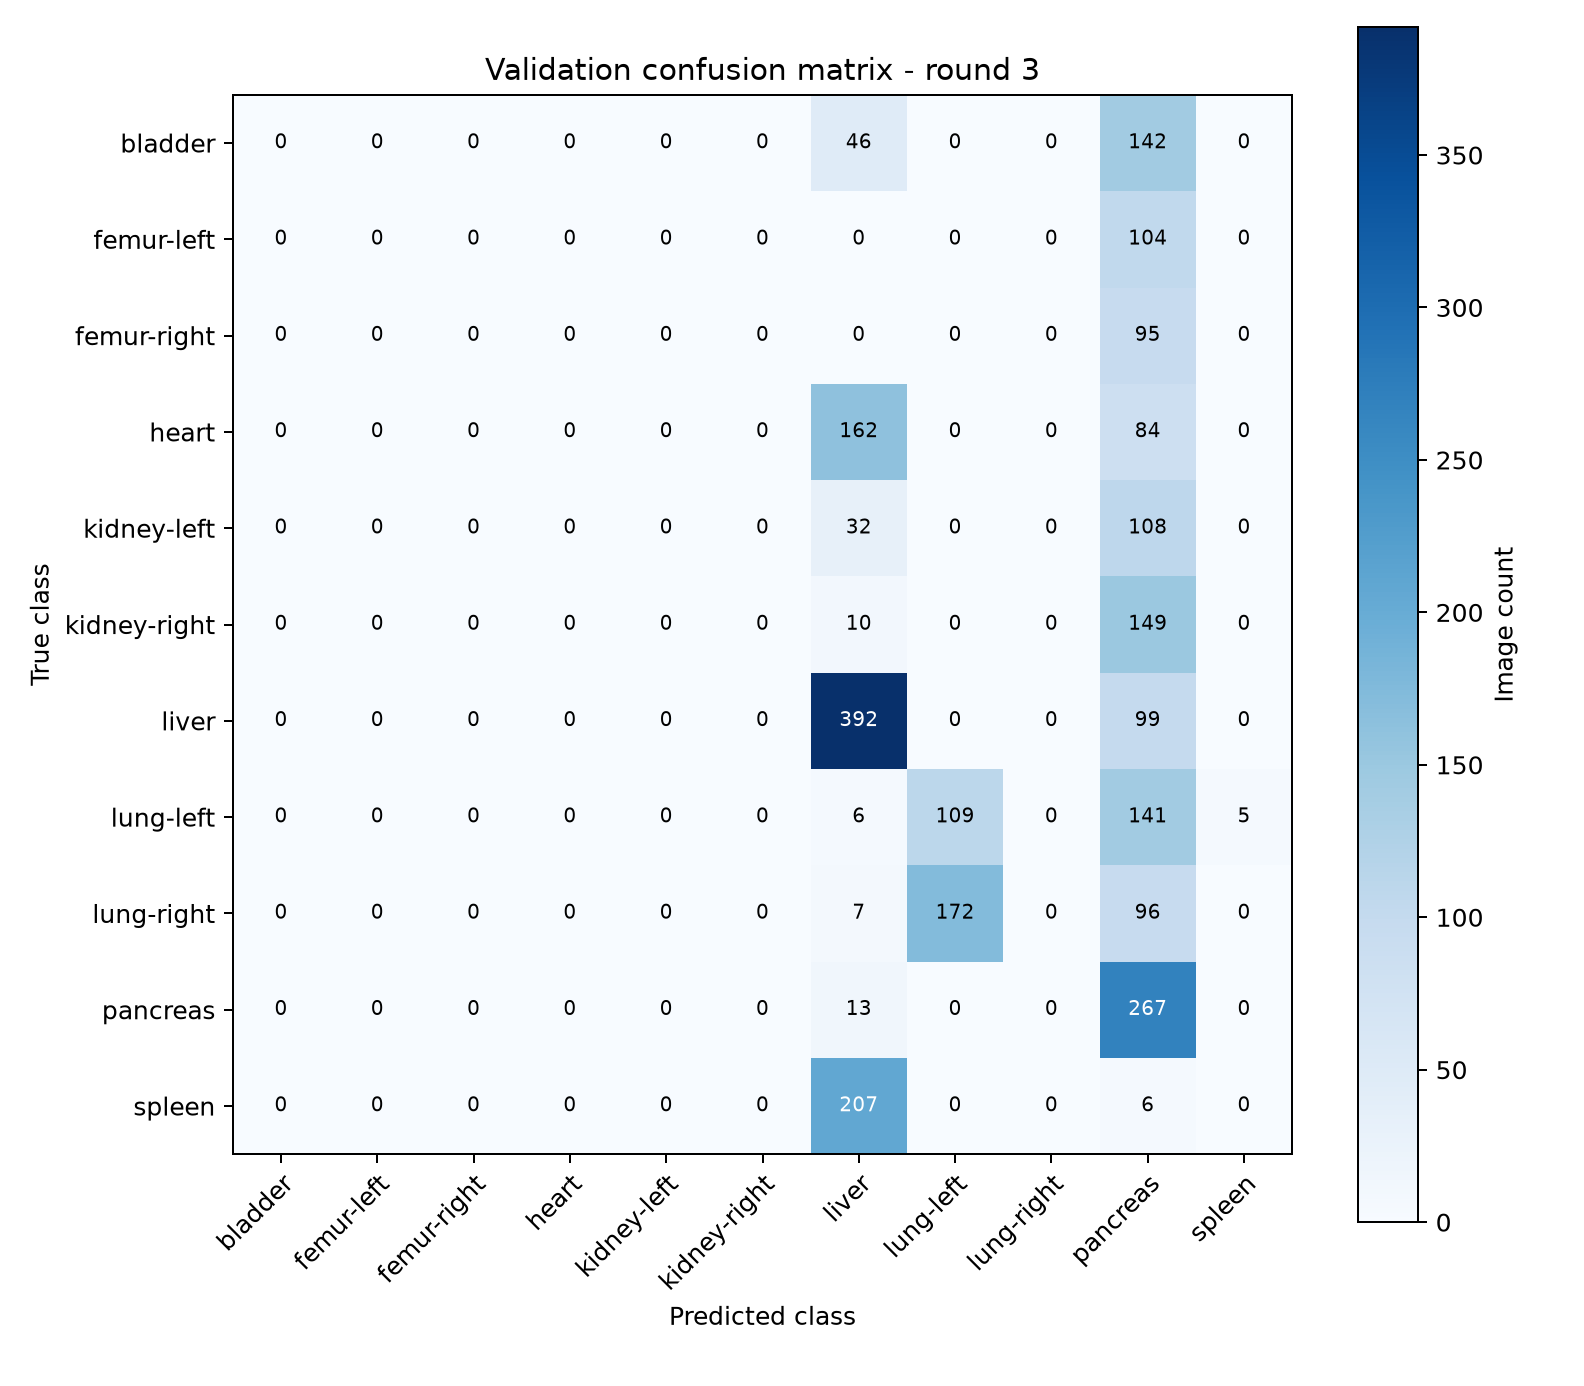 Validation confusion matrix - round 3
bladder 0 0 0 0 0 0 46 0 0 142 0
femur-left 0 0 0 0 0 0 0 0 0 104 0
femur-right 0 0 0 0 0 0 0 0 0 95 0
heart 0 0 0 0 0 0 162 0 0 84 0
kidney-left 0 0 0 0 0 0 32 0 0 108 0
kidney-right 0 0 0 0 0 0 10 0 0 149 0
liver 0 0 0 0 0 0 392 0 0 99 0
lung-left 0 0 0 0 0 0 6 109 0 141 5
lung-right 0 0 0 0 0 0 7 172 0 96 0
pancreas 0 0 0 0 0 0 13 0 0 267 0
spleen 0 0 0 0 0 0 207 0 0 6 0
True class
bladder femur-left femur-right heart kidney-left kidney-right liver lung-left lung-right pancreas spleen
Predicted class
350
300
250
200
150
100
50
0
Image count